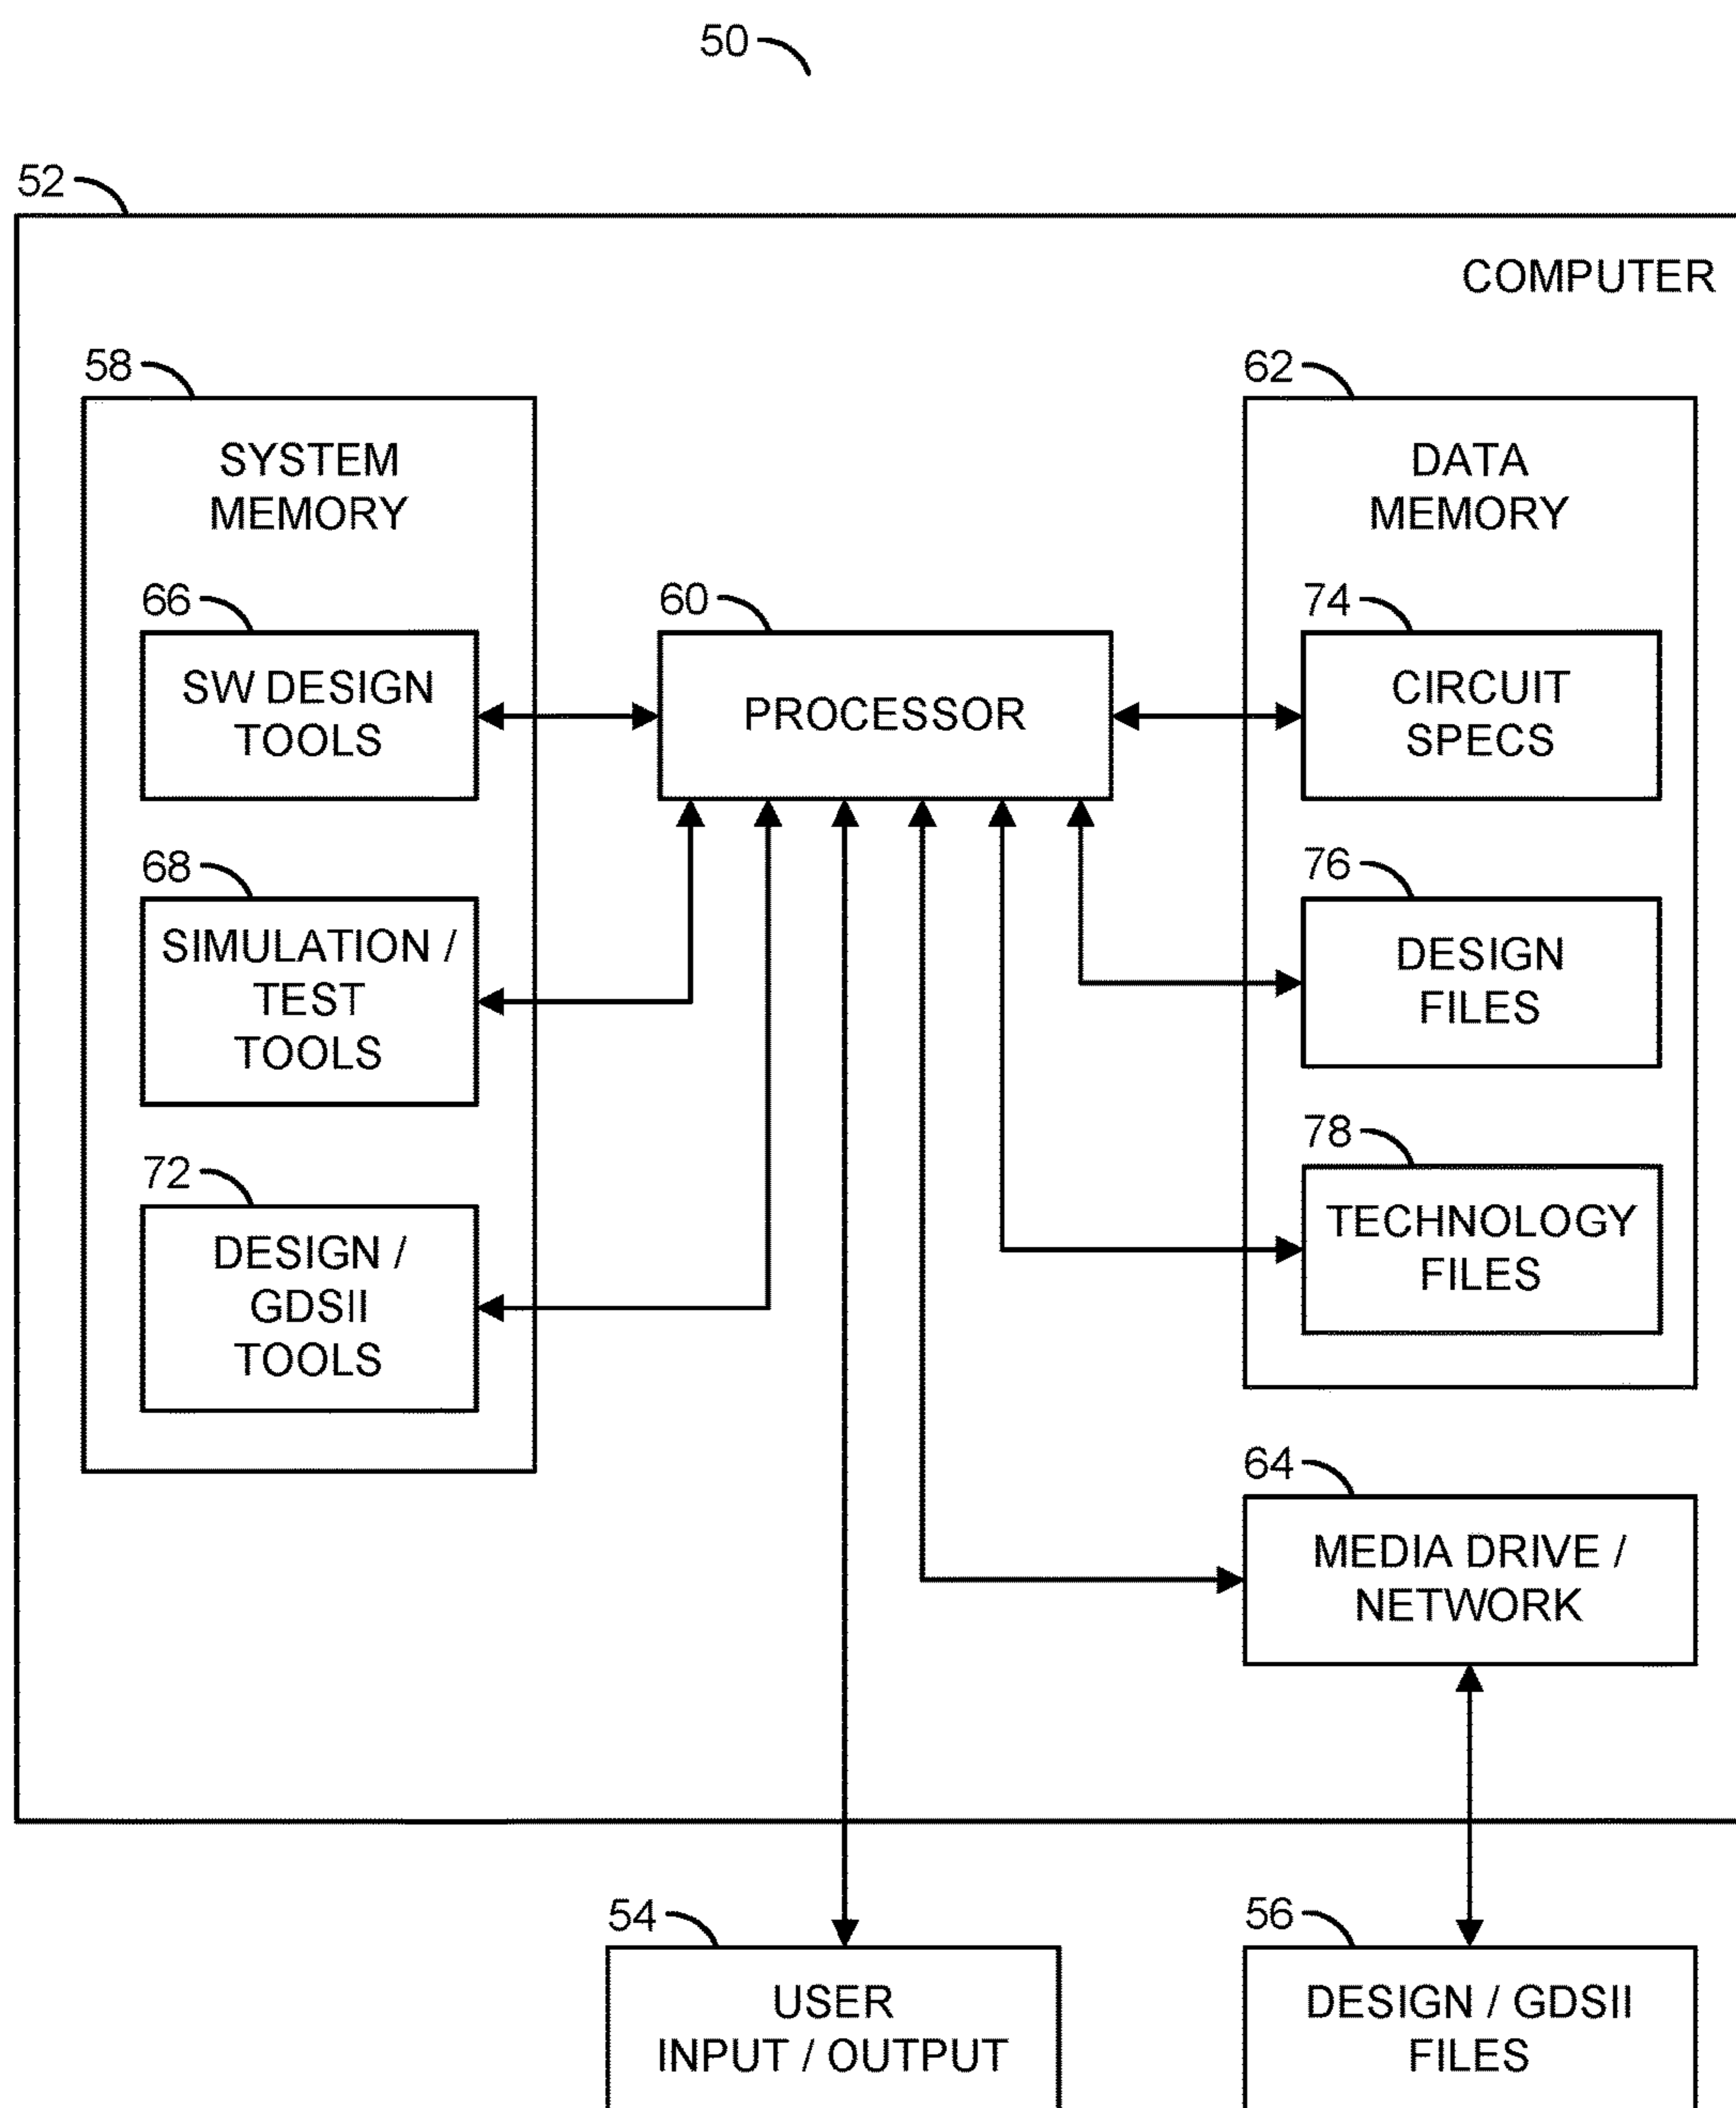 50
52
COMPUTER
58
62
SYSTEM
MEMORY
DATA
MEMORY
66
60
74
SW DESIGN
TOOLS
PROCESSOR
CIRCUIT
SPECS
68
76
SIMULATION /
TEST
TOOLS
DESIGN
FILES
72
78
DESIGN /
GDSII
TOOLS
TECHNOLOGY
FILES
64
MEDIA DRIVE /
NETWORK
54
56
USER
INPUT / OUTPUT
DESIGN / GDSII
FILES